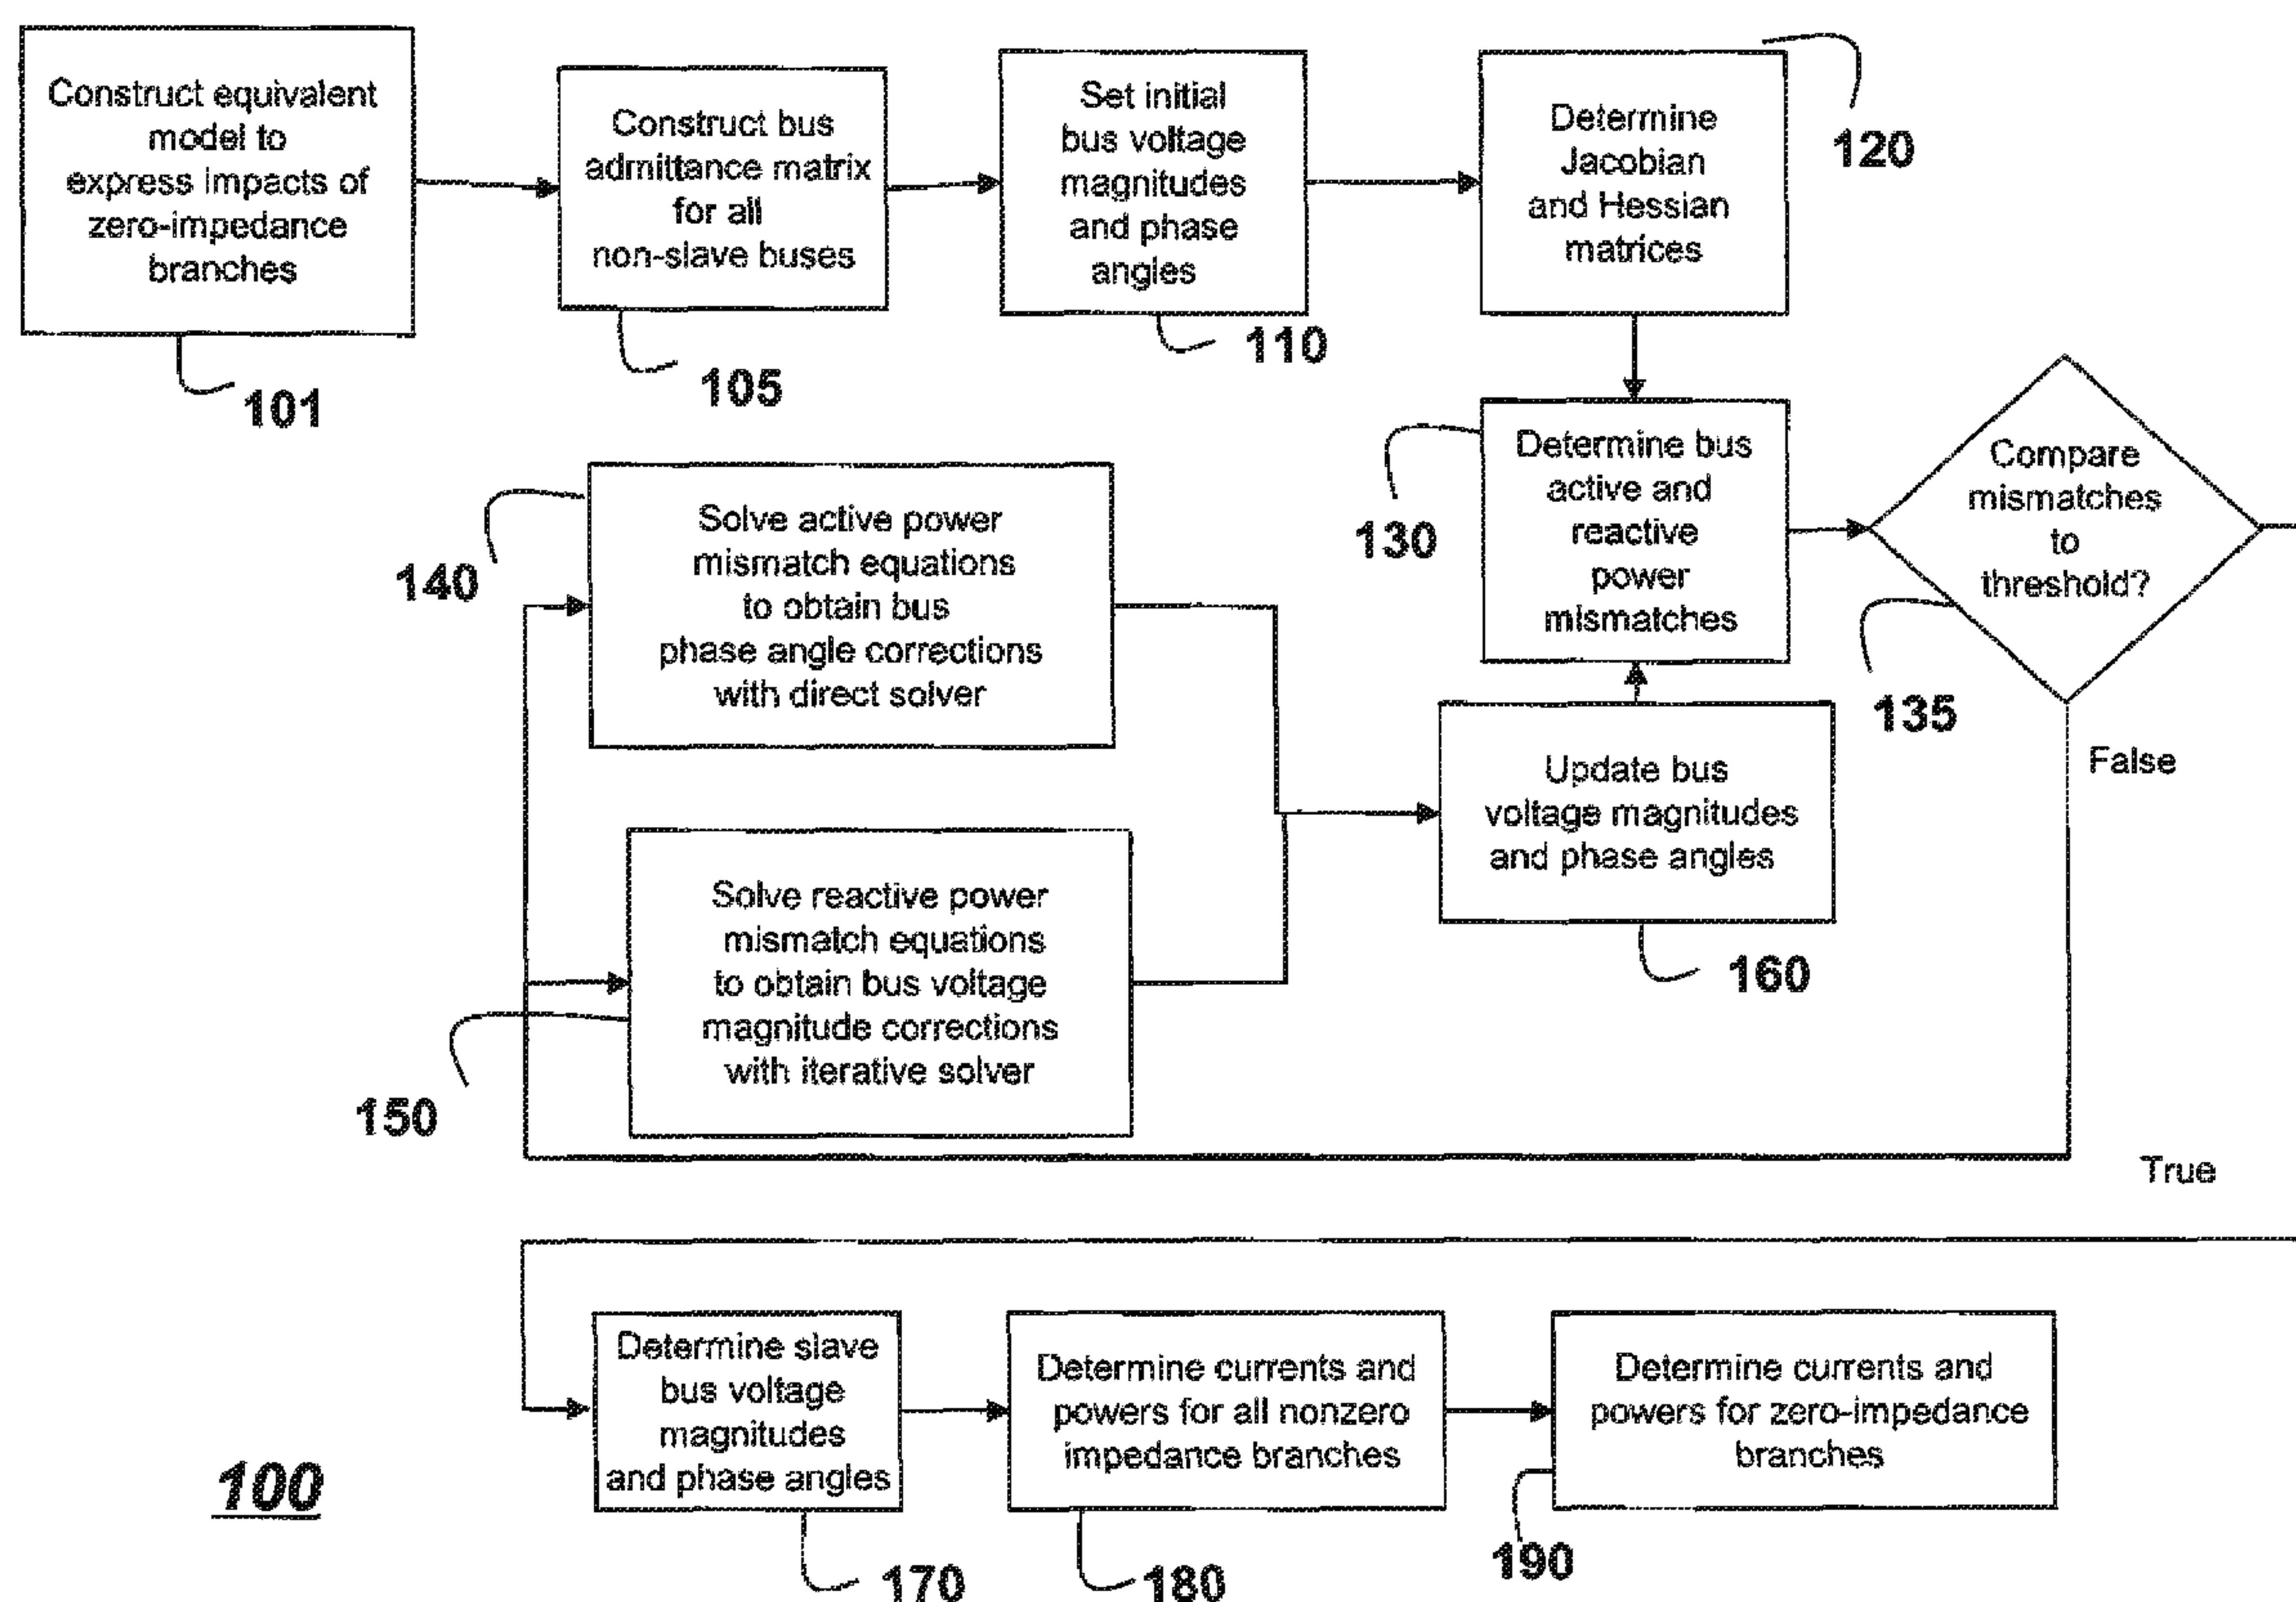 Construct equivalent
model to
express impacts of
zero-impedance
branches
101
Construct bus
admittance matrix
for all
non-slave buses
105
Set initial
bus voltage
magnitudes
and phase
angles
110
Determine
Jacobian
and Hessian
matrices
120
Determine bus
active and
reactive
power
mismatches
130
Compare
mismatches
to
threshold?
135
False
True
Solve active power
mismatch equations
to obtain bus
phase angle corrections
with direct solver
140
Solve reactive power
mismatch equations
to obtain bus voltage
magnitude corrections
with iterative solver
150
Update bus
voltage magnitudes
and phase angles
160
Determine slave
bus voltage
magnitudes
and phase angles
170
Determine currents and
powers for all nonzero
impedance branches
180
Determine currents and
powers for zero-impedance
branches
190
100